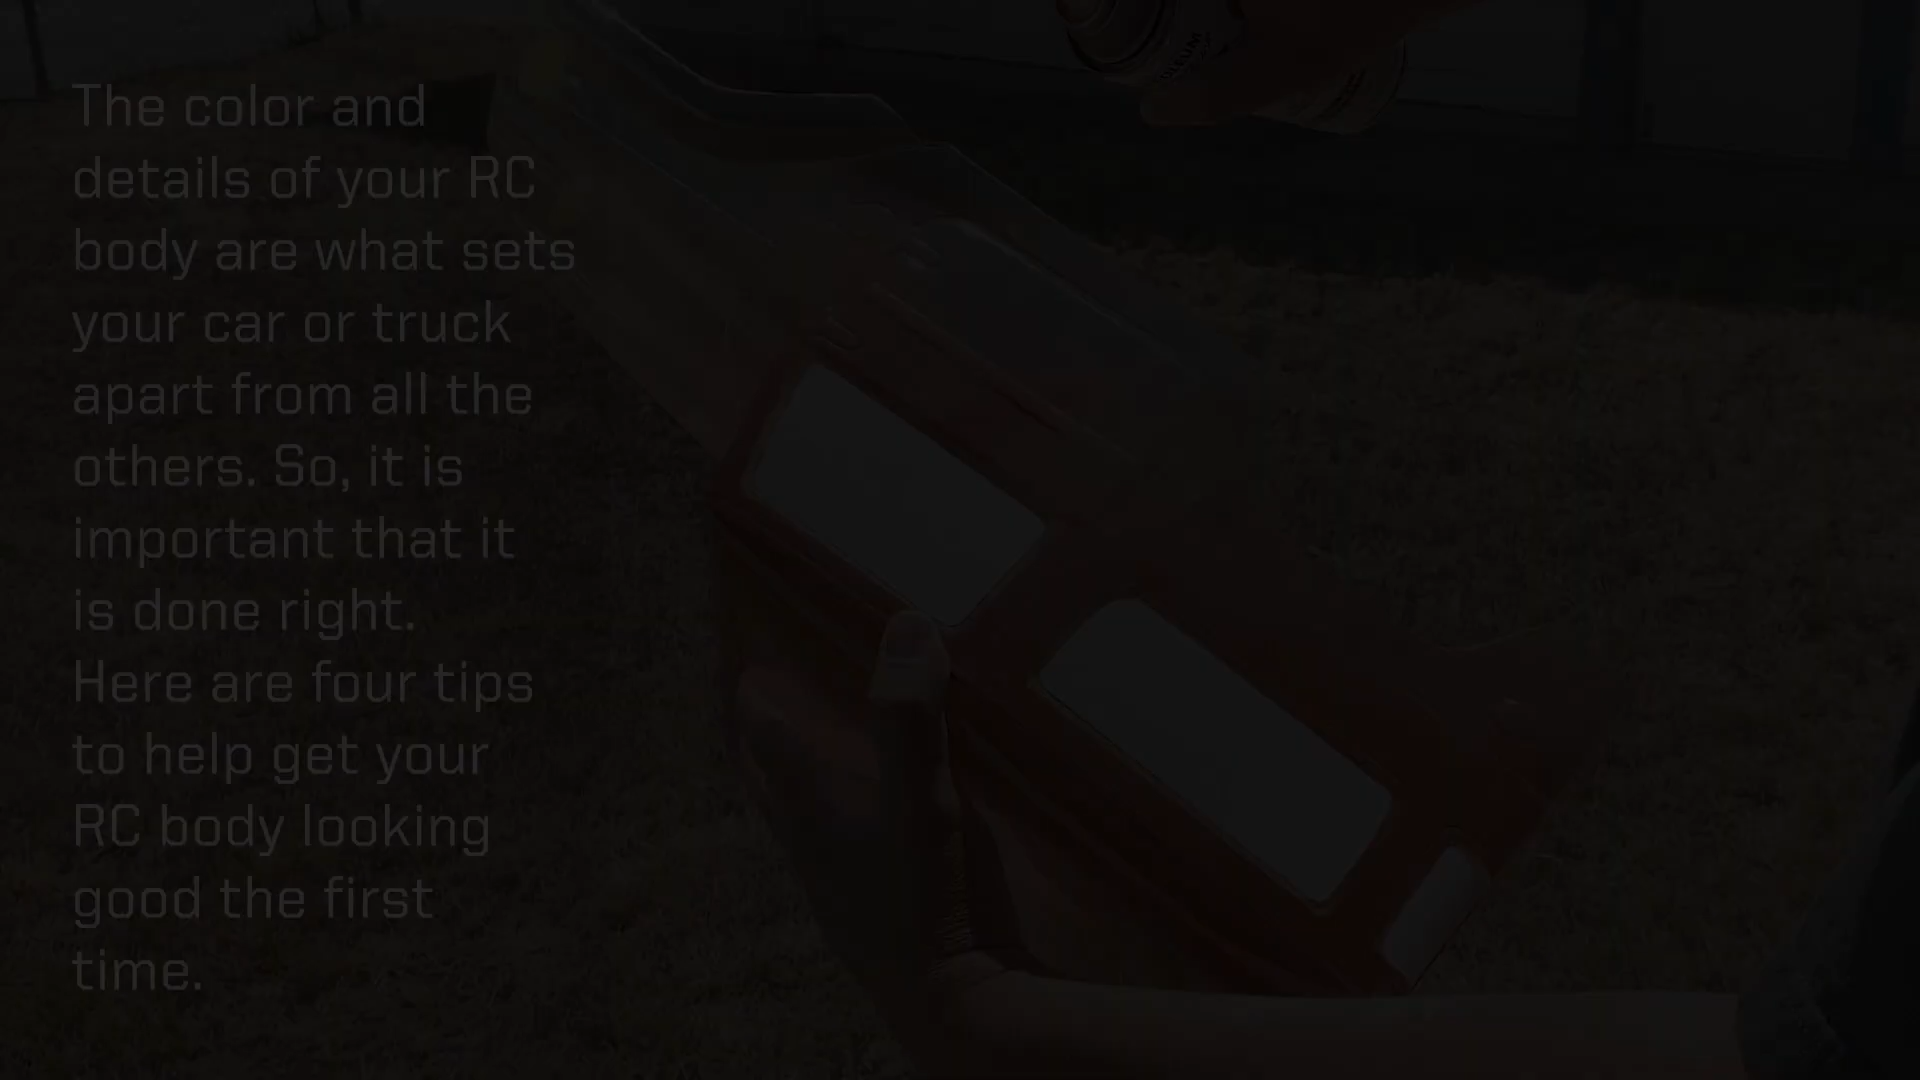 The color and
details of your RC
body are what sets
your car or truck
apart from all the
others. So, it is
important that it
is done right.
Here are four tips
to help get your
RC body looking
good the first
time.